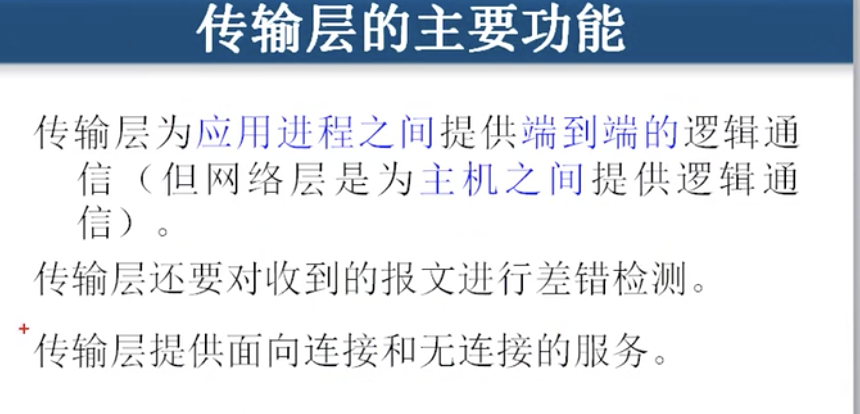 传输层的主要功能
传输层为应用进程之间提供端到端的逻辑通
信（但网络层是为主机之间提供逻辑通
信）。
传输层还要对收到的报文进行差错检测。
传输层提供面向连接和无连接的服务。